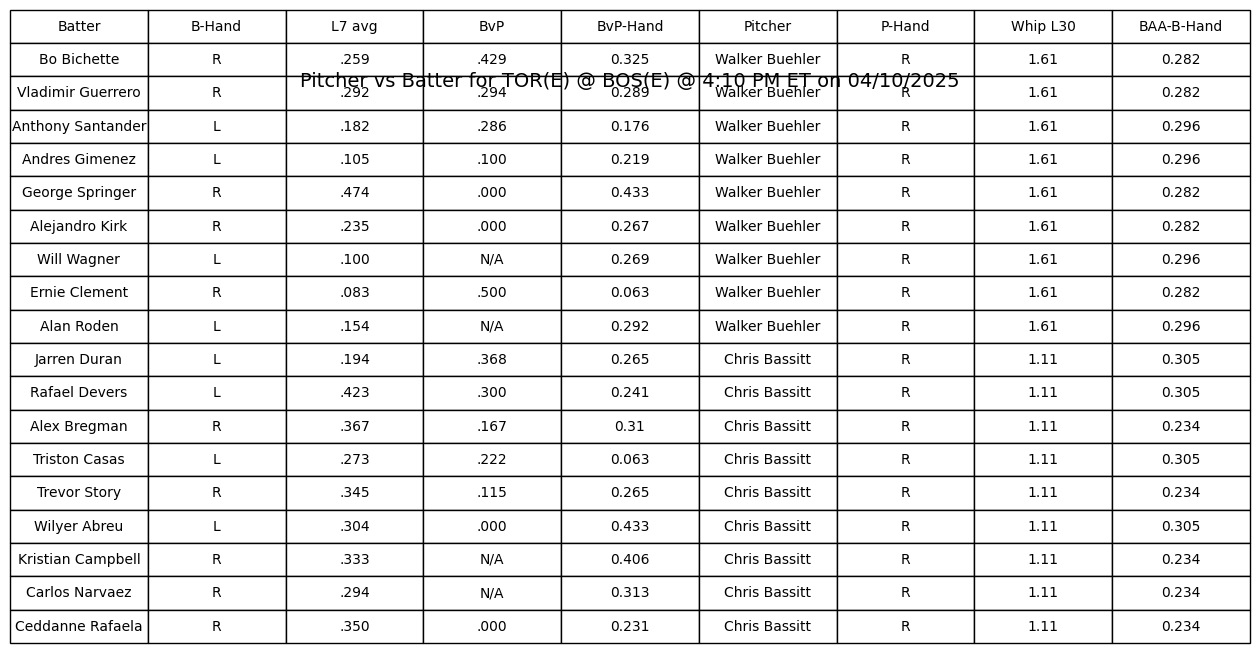 Batter B-Hand L7 avg BvP BvP-Hand Pitcher P-Hand Whip L30 BAA-B-Hand
Bo Bichette R .259 .429 0.325 Walker Buehler R 1.61 0.282
Pitcher vs Batter for TOR(E) @ BOS(E) @ 4:10 PM ET on 04/10/2025
Vladimir Guerrero R .292 .294 0.289 Walker Buehler R 1.61 0.282
Anthony Santander L .182 .286 0.176 Walker Buehler R 1.61 0.296
Andres Gimenez L .105 .100 0.219 Walker Buehler R 1.61 0.296
George Springer R .474 .000 0.433 Walker Buehler R 1.61 0.282
Alejandro Kirk R .235 .000 0.267 Walker Buehler R 1.61 0.282
Will Wagner L .100 N/A 0.269 Walker Buehler R 1.61 0.296
Ernie Clement R .083 .500 0.063 Walker Buehler R 1.61 0.282
Alan Roden L .154 N/A 0.292 Walker Buehler R 1.61 0.296
Jarren Duran L .194 .368 0.265 Chris Bassitt R 1.11 0.305
Rafael Devers L .423 .300 0.241 Chris Bassitt R 1.11 0.305
Alex Bregman R .367 .167 0.31 Chris Bassitt R 1.11 0.234
Triston Casas L .273 .222 0.063 Chris Bassitt R 1.11 0.305
Trevor Story R .345 .115 0.265 Chris Bassitt R 1.11 0.234
Wilyer Abreu L .304 .000 0.433 Chris Bassitt R 1.11 0.305
Kristian Campbell R .333 N/A 0.406 Chris Bassitt R 1.11 0.234
Carlos Narvaez R .294 N/A 0.313 Chris Bassitt R 1.11 0.234
Ceddanne Rafaela R .350 .000 0.231 Chris Bassitt R 1.11 0.234